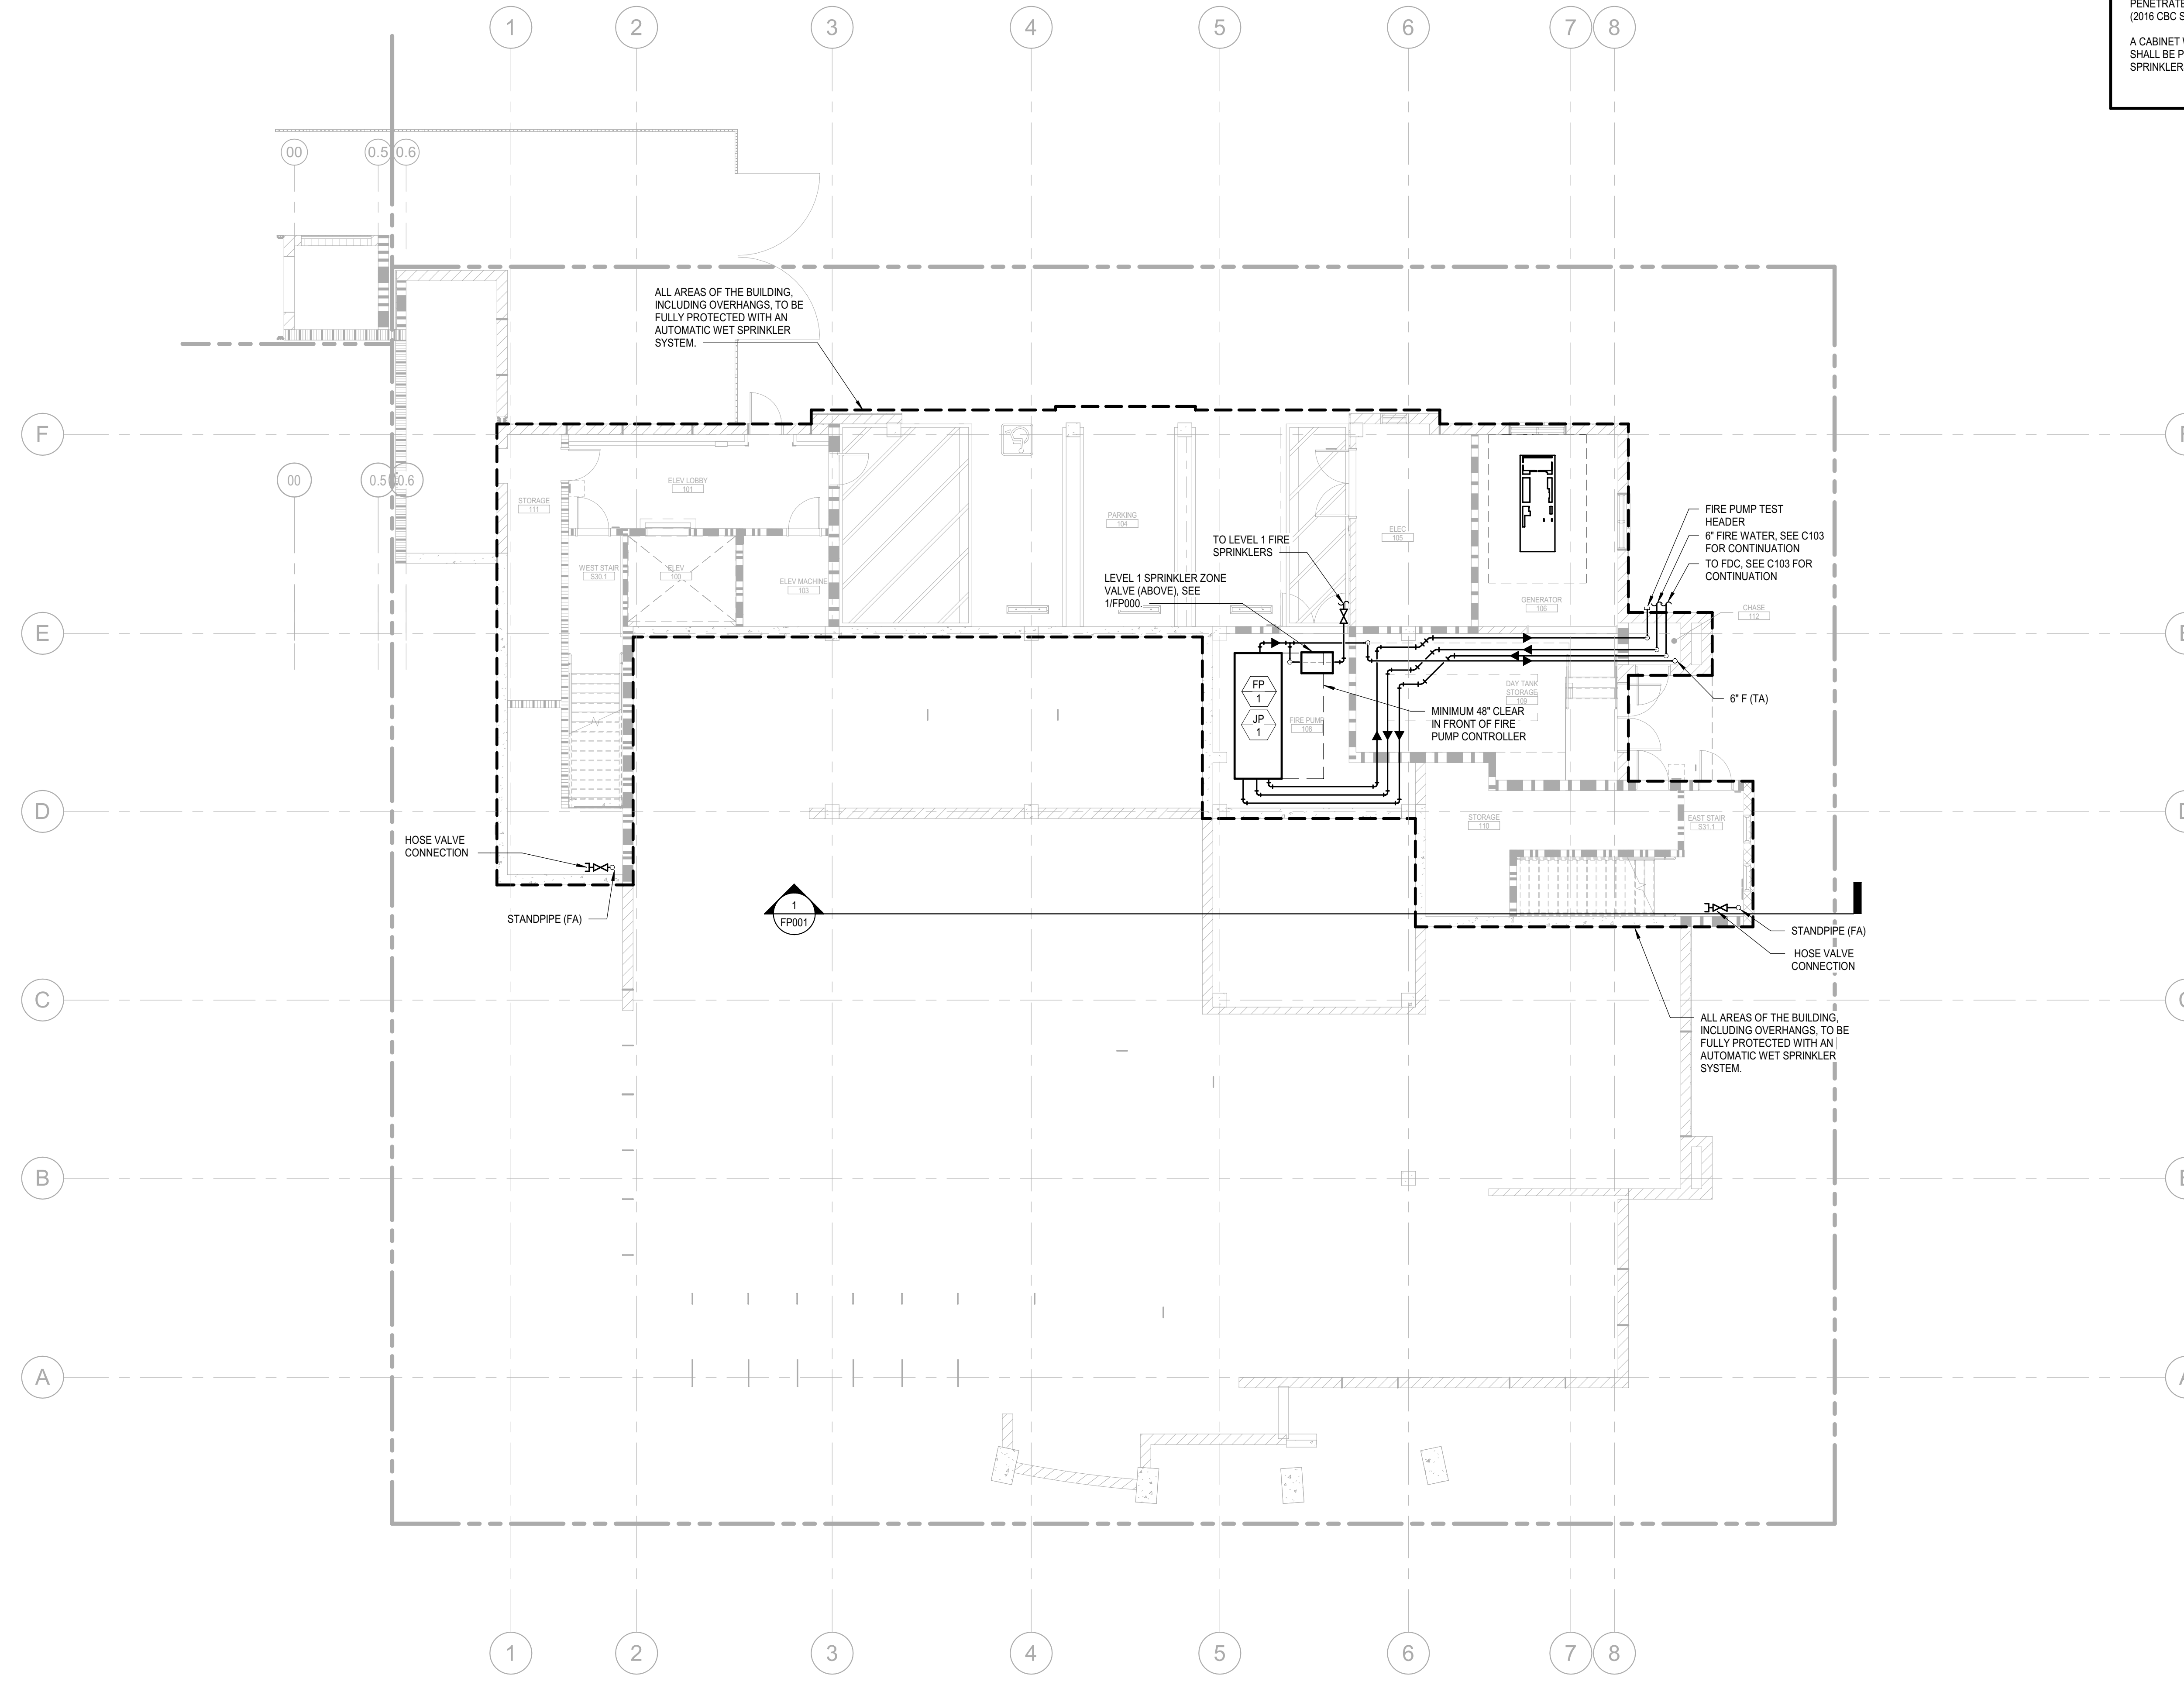 1
2
3
4
5
6
7
8
PENETRATE
(2016 CBC S
A CABINET
SHALL BE P
SPRINKLER
00
0.5
0.6
ALL AREAS OF THE BUILDING,
INCLUDING OVERHANGS, TO BE
FULLY PROTECTED WITH AN
AUTOMATIC WET SPRINKLER
SYSTEM.
F
00
0.5
0.6
STORAGE
111
ELEV LOBBY
101
PARKING
104
ELEC
105
WEST STAIR
S30.1
ELEV
100
ELEV MACHINE
103
TO LEVEL 1 FIRE
SPRINKLERS
LEVEL 1 SPRINKLER ZONE
VALVE (ABOVE), SEE
1/FP000.
GENERATOR
106
FIRE PUMP TEST
HEADER
6" FIRE WATER, SEE C103
FOR CONTINUATION
TO FDC, SEE C103 FOR
CONTINUATION
CHASE
112
E
FP
1
JP
1
FIRE PUMP
108
DAY TANK
STORAGE
109
MINIMUM 48" CLEAR
IN FRONT OF FIRE
PUMP CONTROLLER
6" F (TA)
D
STORAGE
110
EAST STAIR
S31.1
HOSE VALVE
CONNECTION
STANDPIPE (FA)
1
FP001
STANDPIPE (FA)
HOSE VALVE
CONNECTION
C
ALL AREAS OF THE BUILDING,
INCLUDING OVERHANGS, TO BE
FULLY PROTECTED WITH AN
AUTOMATIC WET SPRINKLER
SYSTEM.
B
A
1
2
3
4
5
6
7
8